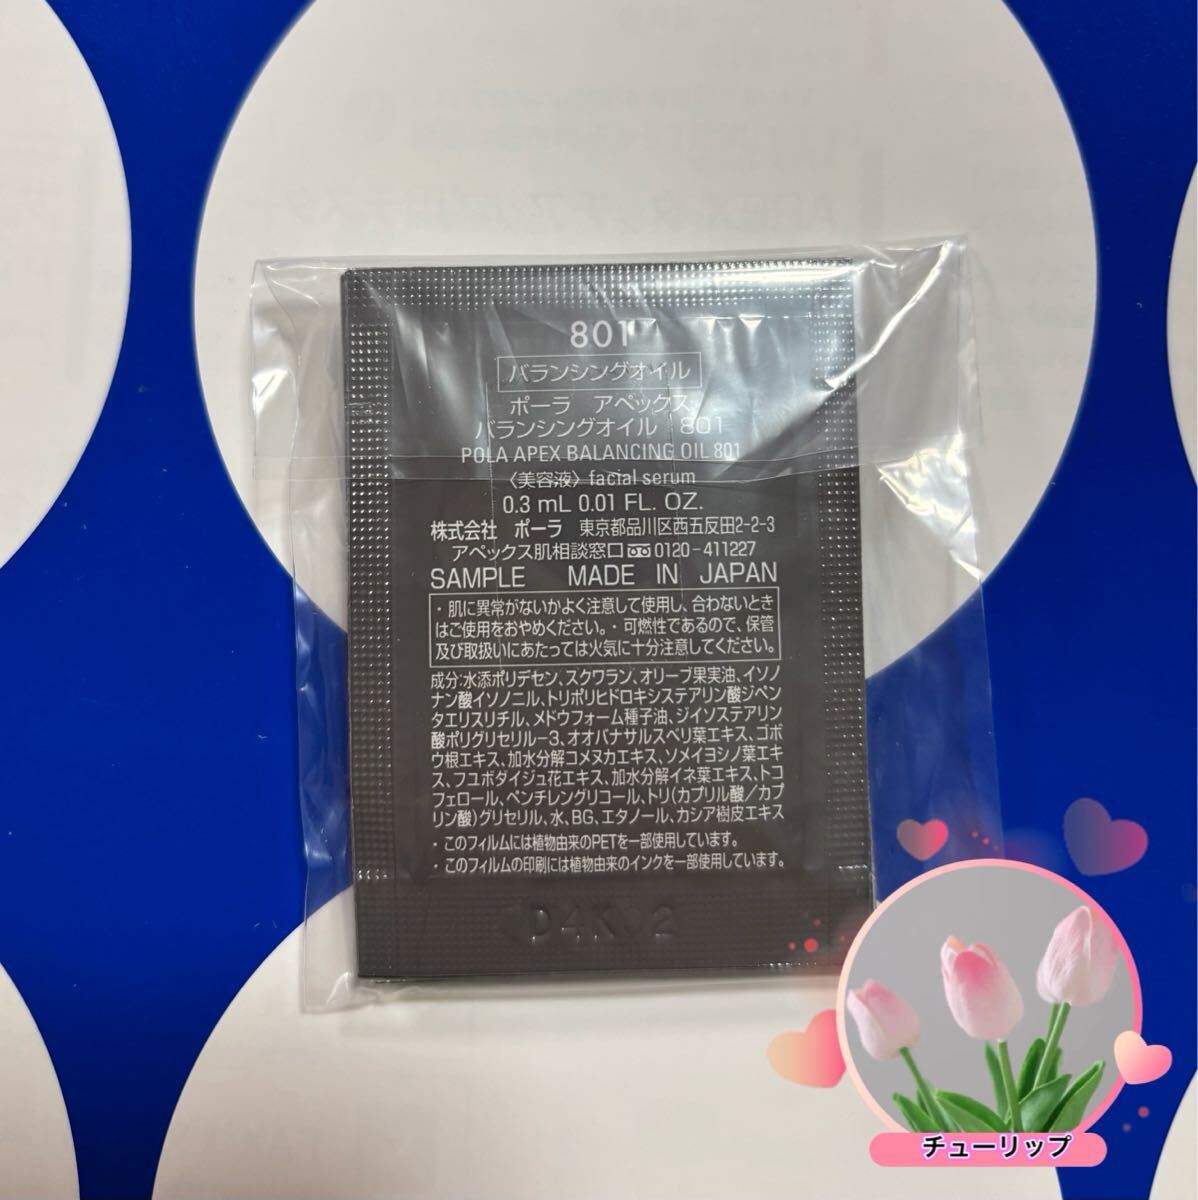 801
バランシングオイル
ポーラ アペックス
バランシングオイル 801
POLA APEX BALANCING OIL 801
〈美容液〉 facial serum
0.3 mL 0.01 FL. OZ.
株式会社 ポーラ 東京都品川区西五反田2-2-3
アペックス肌相談窓口 0120-411227
SAMPLE MADE IN JAPAN
・肌に異常がないかよく注意して使用し、合わないとき
はご使用をおやめください。・可燃性であるので、保管
及び取扱いにあたっては火気に十分注意してください。
成分:水添ポリデセン、スクワラン、オリーブ果実油、イソノ
ナン酸イソノニル、トリポリヒドロキシステアリン酸ジペン
タエリスリチル、メドウフォーム種子油、ジイソステアリン
酸ポリグリセリル-3、オオバナサルスベリ葉エキス、ゴボ
ウ根エキス、加水分解コメヌカエキス、ソメイヨシノ葉エキ
ス、フユボダイジュ花エキス、加水分解イネ葉エキス、トコ
フェロール、ペンチレングリコール、トリ(カプリル酸/カプ
リン酸)グリセリル、水、BG、エタノール、カシア樹皮エキス
・このフィルムには植物由来のPETを一部使用しています。
・このフィルムの印刷には植物由来のインクを一部使用しています。
チューリップ